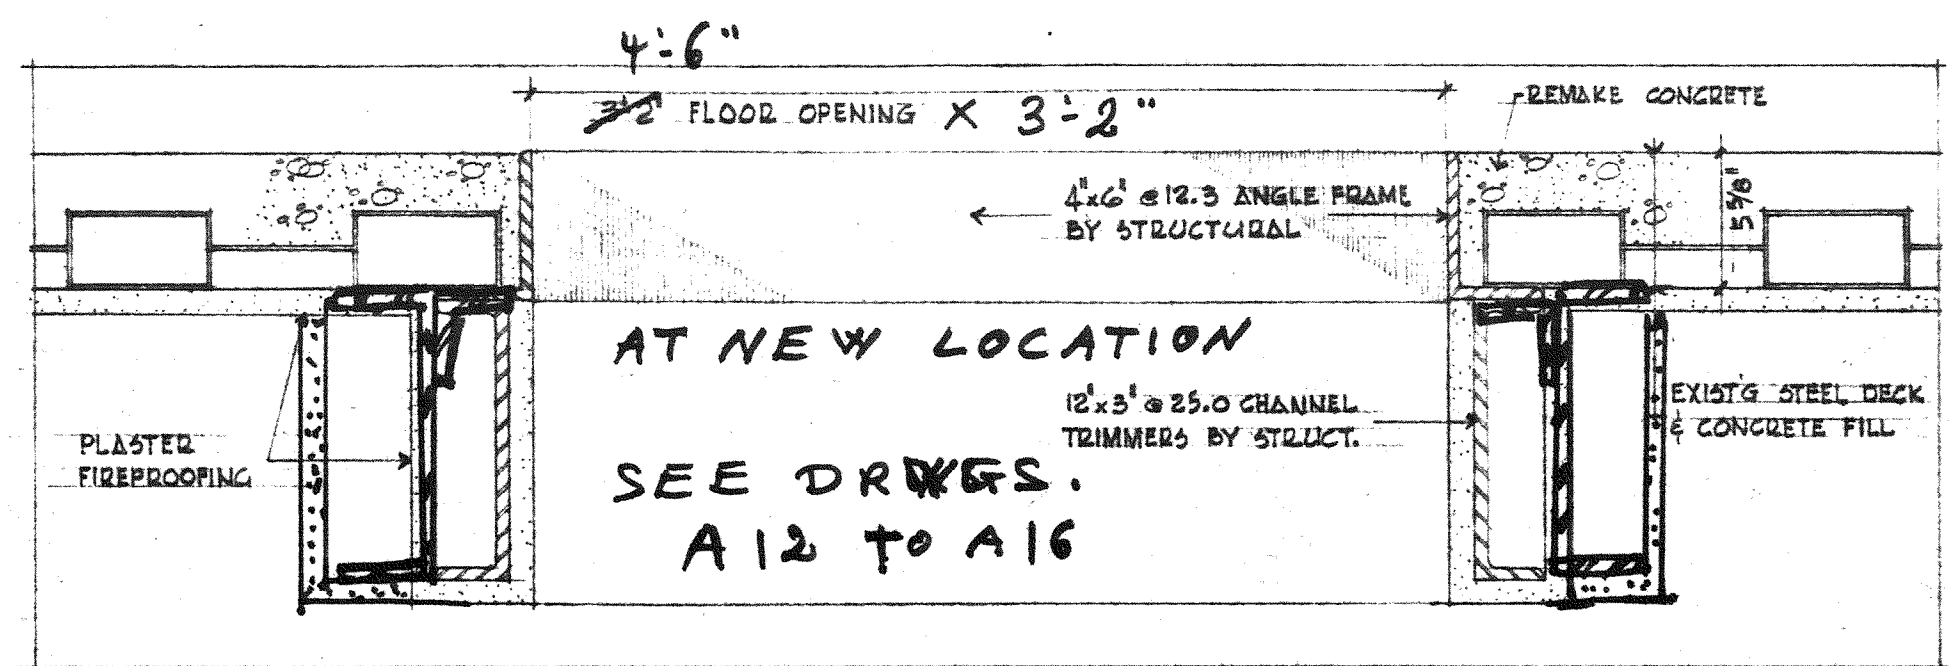 4'-6"
3'-2" FLOOR OPENING X 3'-2"
REMAKE CONCRETE
4"x6" @ 12.3 ANGLE FRAME
BY STRUCTURAL
5 5/8"
AT NEW LOCATION
12"x3" @ 25.0 CHANNEL
TRIMMERS BY STRUCT.
EXIST'G STEEL DECK
& CONCRETE FILL
PLASTER
FIREPROOFING
SEE DRWGS.
A12 TO A16